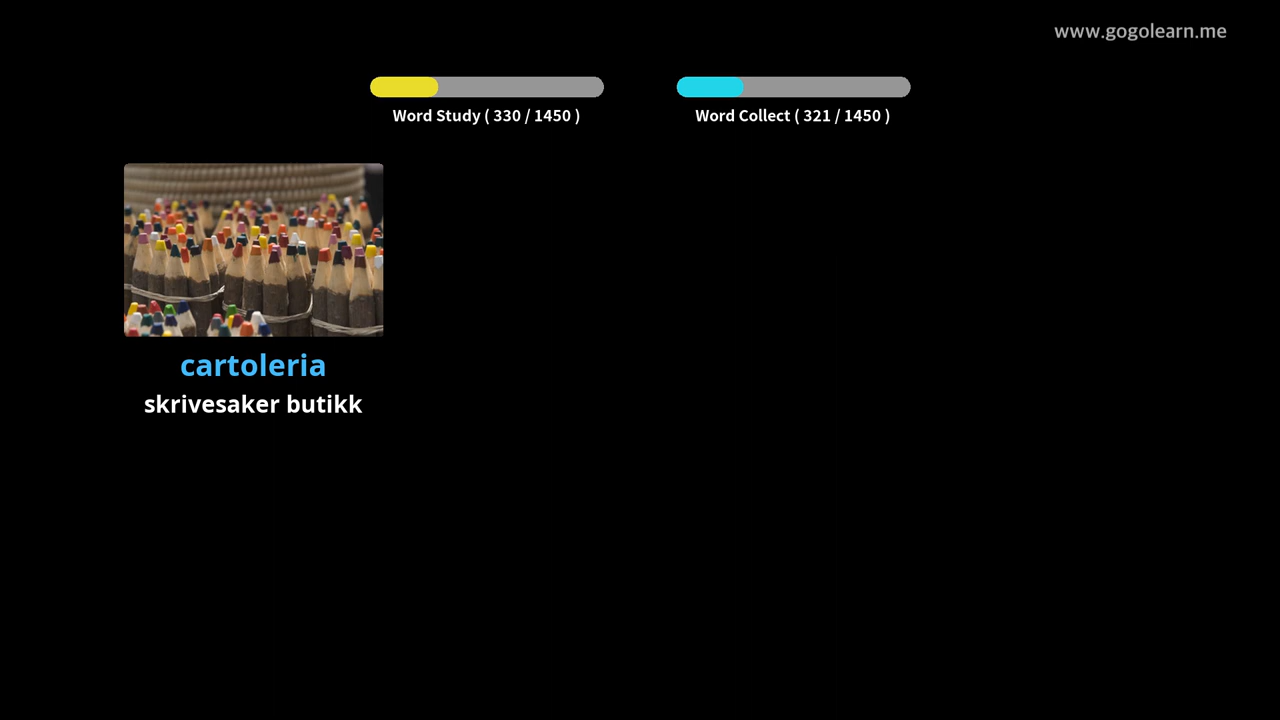 www.gogolearn.me
Word Study ( 330 / 1450 )
Word Collect ( 321 / 1450 )
cartoleria
skrivesaker butikk